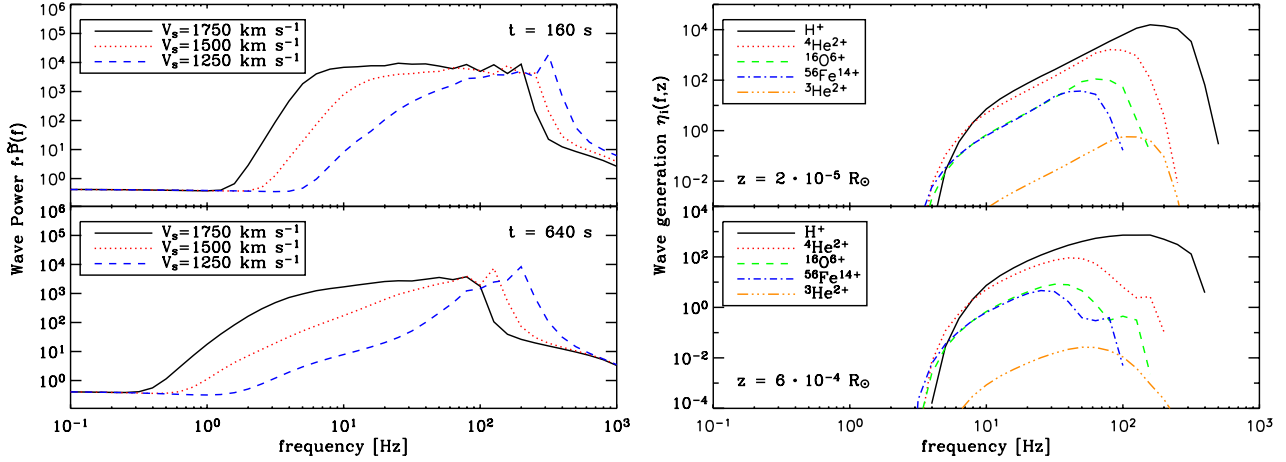 Wave Power f·P̃(f)
10⁶
10⁵
10⁴
10³
10²
10¹
10⁰
V_s=1750 km s⁻¹
V_s=1500 km s⁻¹
V_s=1250 km s⁻¹
t = 160 s
10⁶
10⁵
10⁴
10³
10²
10¹
10⁰
V_s=1750 km s⁻¹
V_s=1500 km s⁻¹
V_s=1250 km s⁻¹
t = 640 s
10⁻¹ 10⁰ 10¹ 10² 10³
frequency [Hz]
Wave generation η_i(f,z)
10⁴
10²
10⁰
10⁻²
H⁺
⁴He²⁺
¹⁶O⁶⁺
⁵⁶Fe¹⁴⁺
³He²⁺
z = 2 · 10⁻⁵ R_⊙
10⁴
10²
10⁰
10⁻²
10⁻⁴
H⁺
⁴He²⁺
¹⁶O⁶⁺
⁵⁶Fe¹⁴⁺
³He²⁺
z = 6 · 10⁻⁴ R_⊙
10⁻¹ 10⁰ 10¹ 10² 10³
frequency [Hz]